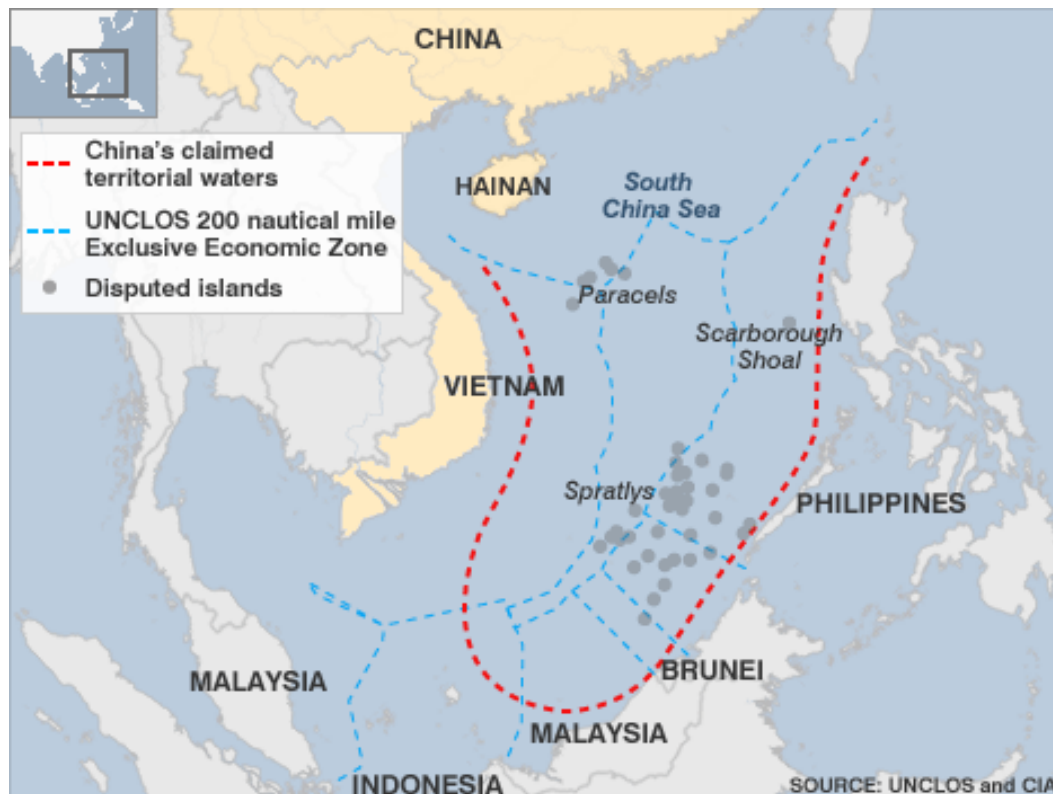 CHINA
China's claimed
territorial waters
UNCLOS 200 nautical mile
Exclusive Economic Zone
Disputed islands
HAINAN
South
China Sea
Paracels
Scarborough
Shoal
VIETNAM
Spratlys
PHILIPPINES
MALAYSIA
BRUNEI
MALAYSIA
INDONESIA
SOURCE: UNCLOS and CIA